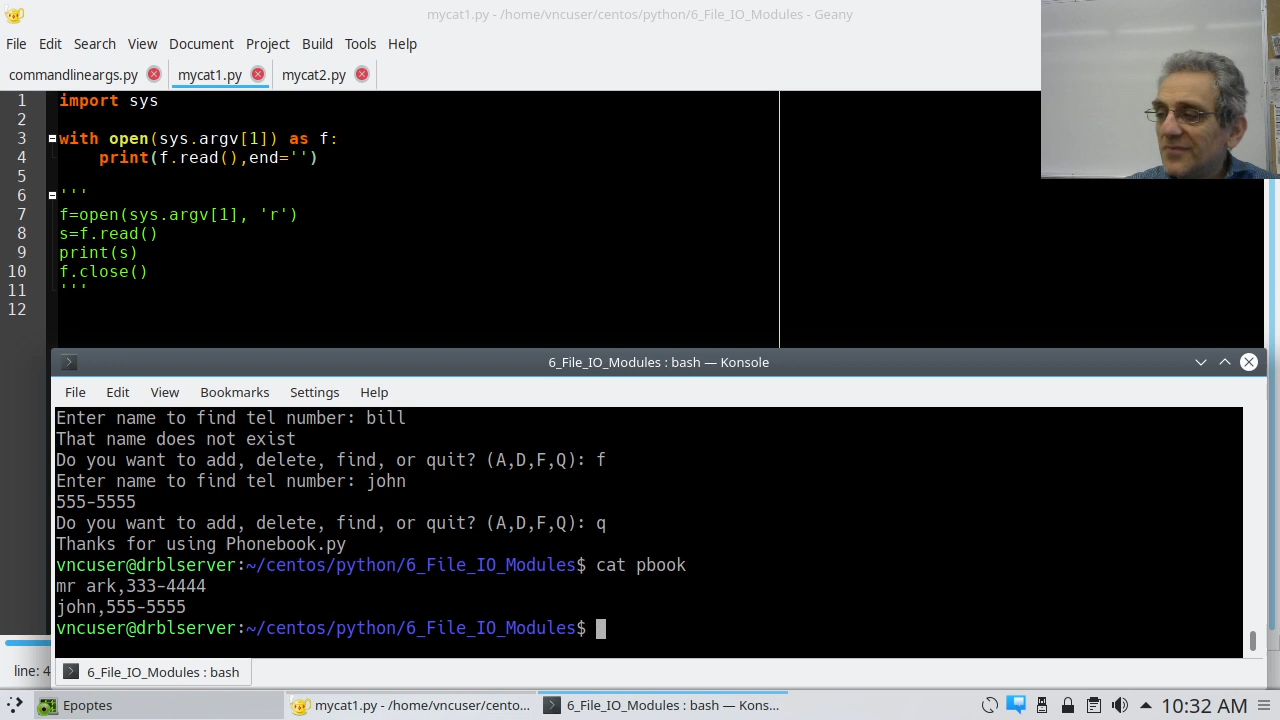 mycat1.py - /home/vncuser/centos/python/6_File_IO_Modules - Geany
File Edit Search View Document Project Build Tools Help
commandlineargs.py mycat1.py mycat2.py
1 import sys
2
3 with open(sys.argv[1]) as f:
4     print(f.read(),end='')
5
6 '''
7 f=open(sys.argv[1], 'r')
8 s=f.read()
9 print(s)
10 f.close()
11 '''
12
6_File_IO_Modules : bash — Konsole
File Edit View Bookmarks Settings Help
Enter name to find tel number: bill
That name does not exist
Do you want to add, delete, find, or quit? (A,D,F,Q): f
Enter name to find tel number: john
555-5555
Do you want to add, delete, find, or quit? (A,D,F,Q): q
Thanks for using Phonebook.py
vncuser@drblserver:~/centos/python/6_File_IO_Modules$ cat pbook
mr ark,333-4444
john,555-5555
vncuser@drblserver:~/centos/python/6_File_IO_Modules$
line: 4
6_File_IO_Modules : bash
Epoptes
mycat1.py - /home/vncuser/cento...
6_File_IO_Modules : bash — Kons...
10:32 AM